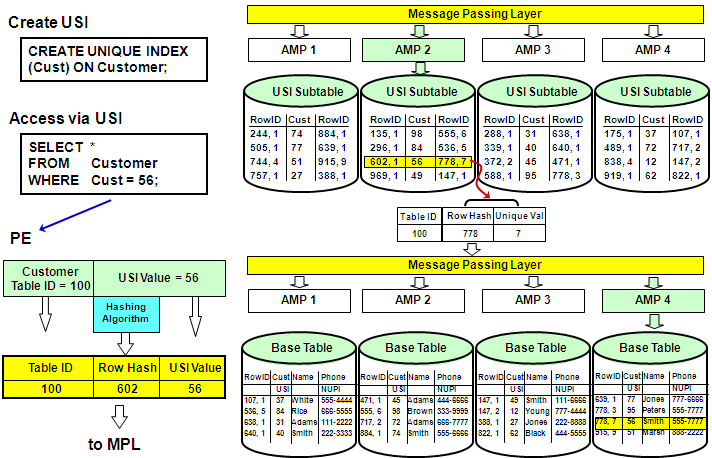 Create USI
CREATE UNIQUE INDEX
(Cust) ON Customer;
Access via USI
SELECT *
FROM Customer
WHERE Cust = 56;
PE
Customer
Table ID = 100
USI Value = 56
Hashing
Algorithm
Table ID Row Hash USI Value
100 602 56
to MPL
Message Passing Layer
AMP 1 AMP 2 AMP 3 AMP 4
USI Subtable USI Subtable USI Subtable USI Subtable
RowID Cust RowID RowID Cust RowID RowID Cust RowID RowID Cust RowID
244, 1 74 884, 1 135, 1 98 555, 6 288, 1 31 638, 1 175, 1 37 107, 1
505, 1 77 639, 1 296, 1 84 536, 5 339, 1 40 640, 1 489, 1 72 717, 2
744, 4 51 915, 9 602, 1 56 778, 7 372, 2 45 471, 1 838, 4 12 147, 2
757, 1 27 388, 1 969, 1 49 147, 1 588, 1 95 778, 3 919, 1 62 822, 1
Table ID Row Hash Unique Val
100 778 7
Message Passing Layer
AMP 1 AMP 2 AMP 3 AMP 4
Base Table Base Table Base Table Base Table
RowID Cust Name Phone RowID Cust Name Phone RowID Cust Name Phone RowID Cust Name Phone
USI NUPI USI NUPI USI NUPI USI NUPI
107, 1 37 White 555-4444 471, 1 45 Adams 444-6666 147, 1 49 Smith 111-6666 639, 1 77 Jones 777-6666
536, 5 84 Rice 666-5555 555, 6 98 Brown 333-9999 147, 2 12 Young 777-4444 778, 3 95 Peters 555-7777
638, 1 31 Adams 111-2222 717, 2 72 Adams 666-7777 388, 1 27 Jones 222-8888 778, 7 56 Smith 555-7777
640, 1 40 Smith 222-3333 884, 1 74 Smith 555-6666 822, 1 62 Black 444-5555 915, 9 51 Marsh 888-2222